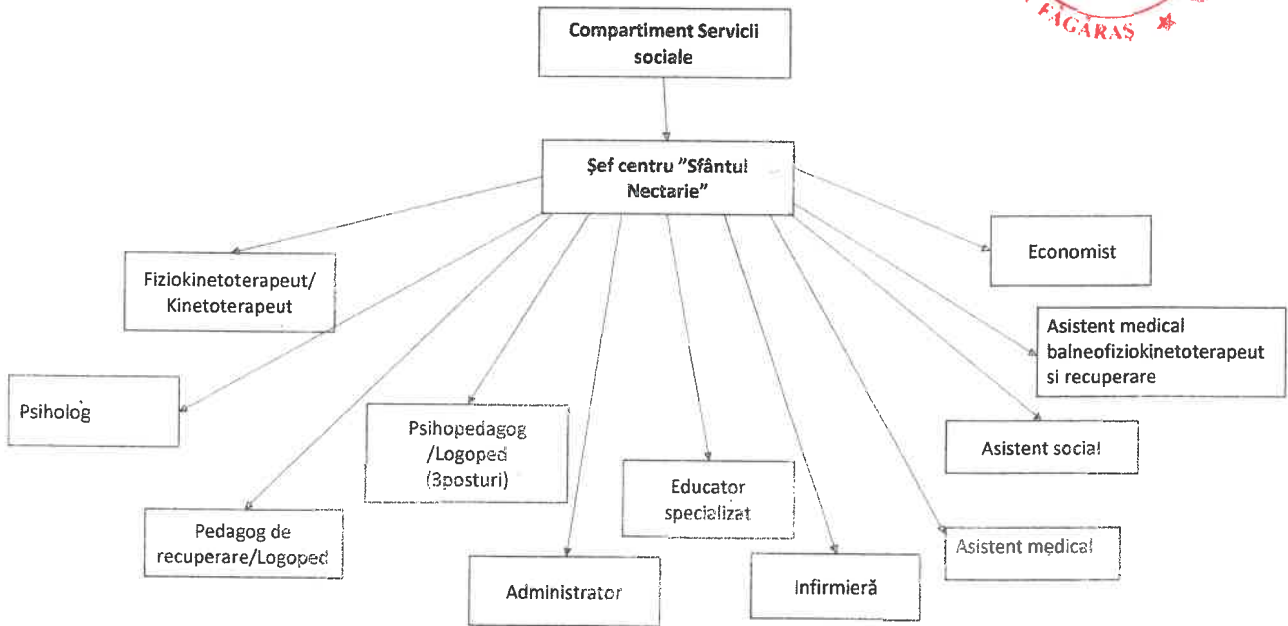 FĂGĂRAŞ
Compartiment Servicii
sociale
Şef centru "Sfântul
Nectarie"
Economist
Fiziokinetoterapeut/
Kinetoterapeut
Asistent medical
balneofiziokinetoterapeut
si recuperare
Psiholog
Psihopedagog
/Logoped
(3posturi)
Asistent social
Educator
specializat
Pedagog de
recuperare/Logoped
Asistent medical
Administrator
Infirmieră